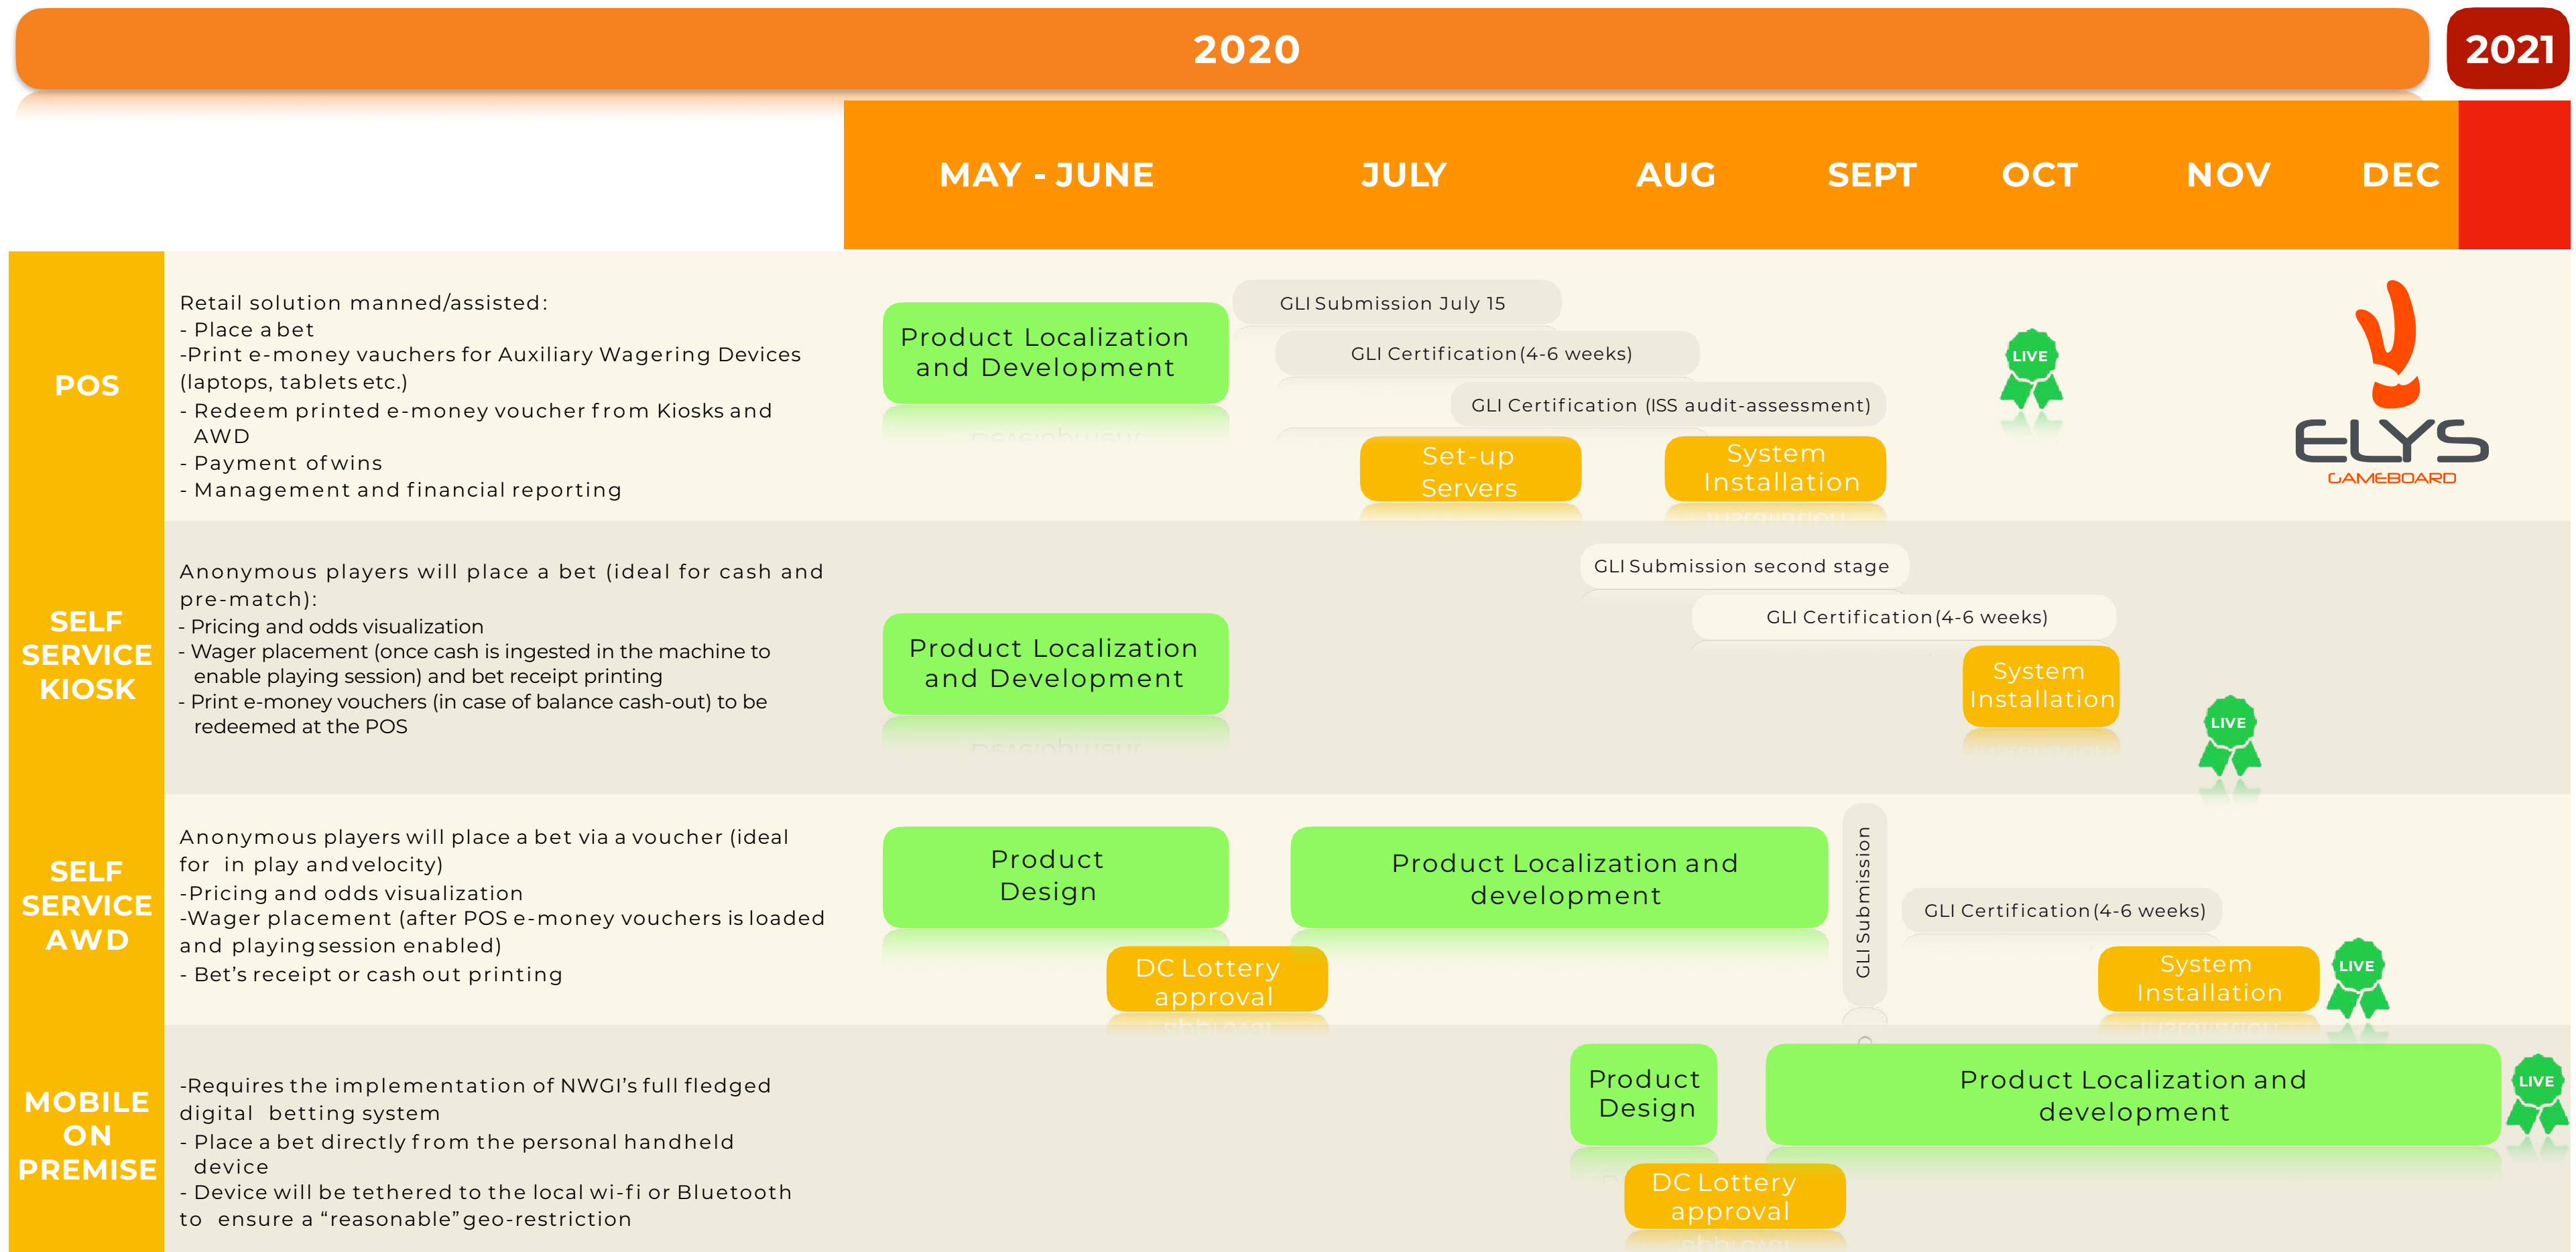 2020
2021
MAY - JUNE
JULY
AUG
SEPT
OCT
NOV
DEC
POS
Retail solution manned/assisted:
- Place a bet
-Print e-money vauchers for Auxiliary Wagering Devices
(laptops, tablets etc.)
- Redeem printed e-money voucher from Kiosks and
AWD
- Payment of wins
- Management and financial reporting
Product Localization
and Development
GLI Submission July 15
GLI Certification (4-6 weeks)
GLI Certification (ISS audit-assessment)
Set-up
Servers
System
Installation
LIVE
ELYS
GAMEBOARD
SELF
SERVICE
KIOSK
Anonymous players will place a bet (ideal for cash and
pre-match):
- Pricing and odds visualization
- Wager placement (once cash is ingested in the machine to
enable playing session) and bet receipt printing
- Print e-money vouchers (in case of balance cash-out) to be
redeemed at the POS
Product Localization
and Development
GLI Submission second stage
GLI Certification (4-6 weeks)
System
Installation
LIVE
SELF
SERVICE
AWD
Anonymous players will place a bet via a voucher (ideal
for in play and velocity)
-Pricing and odds visualization
-Wager placement (after POS e-money vouchers is loaded
and playing session enabled)
- Bet’s receipt or cash out printing
Product
Design
DC Lottery
approval
Product Localization and
development
GLI Submission
GLI Certification (4-6 weeks)
System
Installation
LIVE
MOBILE
ON
PREMISE
-Requires the implementation of NWGI’s full fledged
digital betting system
- Place a bet directly from the personal handheld
device
- Device will be tethered to the local wi-fi or Bluetooth
to ensure a “reasonable” geo-restriction
Product
Design
DC Lottery
approval
Product Localization and
development
LIVE